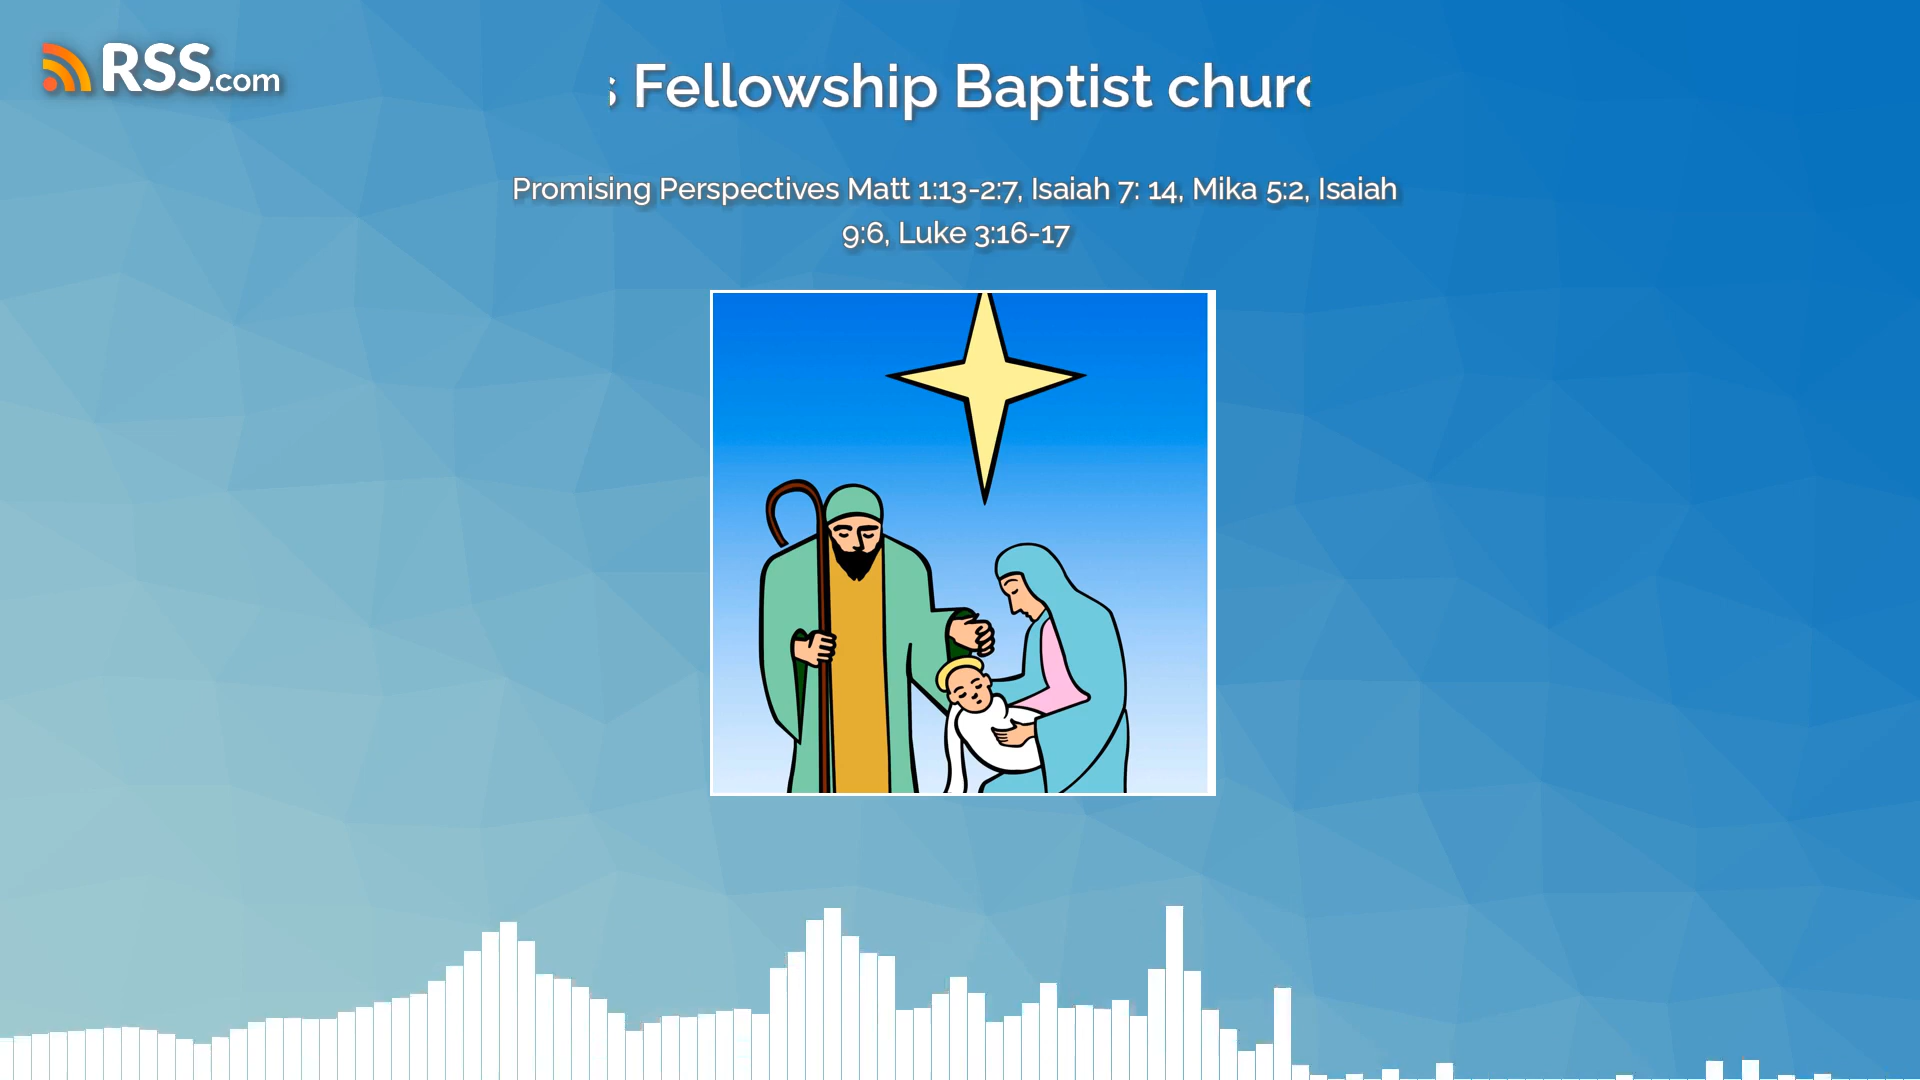 RSS.com
Fellowship Baptist
Promising Perspectives Matt 1:13-2:7, Isaiah 7: 14, Mika 5:2, Isaiah
9:6, Luke 3:16-17